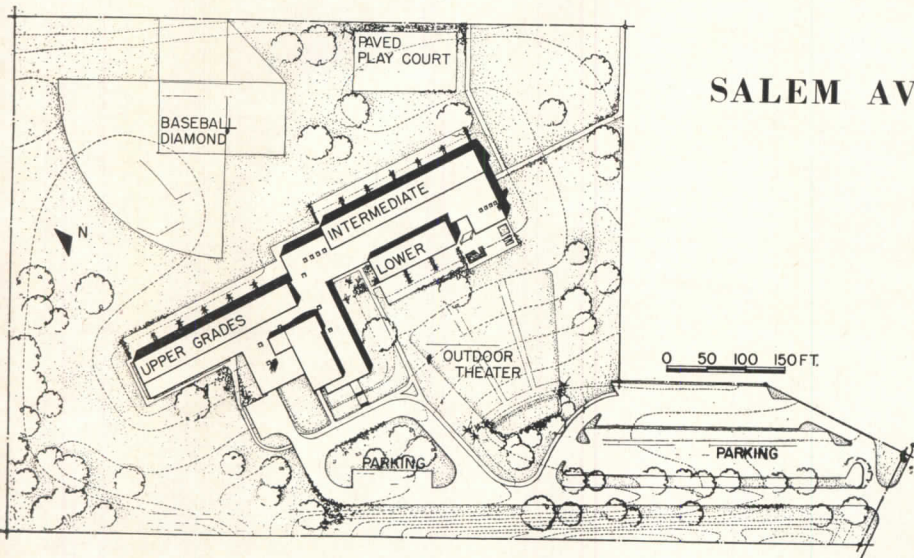 PAVED
PLAY COURT
SALEM AV
BASEBALL
DIAMOND
INTERMEDIATE
N
LOWER
UPPER GRADES
OUTDOOR
THEATER
0 50 100 150 FT.
PARKING
PARKING